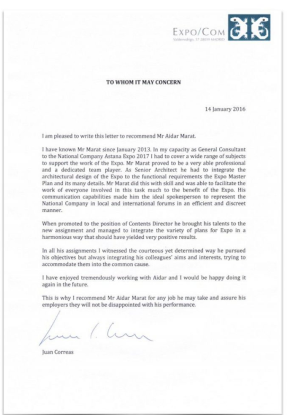 EXPO/COM
TO WHOM IT MAY CONCERN
14 January 2016
I am pleased to write this letter to recommend Mr Aidar Marat.
I have known Mr Marat since January 2013. In my capacity as General Consultant
to the National Company Astana Expo 2017 I had to cover a wide range of subjects
to support the work of the Expo. Mr Marat proved to be a very able professional
and a dedicated team player. As Senior Architect he had to integrate the
architectural design of the Expo to the functional requirements the Expo Master
Plan and its many details. Mr Marat did this with skill and was able to facilitate the
work of everyone involved in this task much to the benefit of the Expo. His
communication capabilities made him the ideal spokesperson to represent the
National Company in local and international forums in an efficient and discreet
manner.
When promoted to the position of Contents Director he brought his talents to the
new assignment and managed to integrate the variety of plans for Expo in a
harmonious way that should have yielded very positive results.
In all his assignments I witnessed the courteous yet determined way he pursued
his objectives but always integrating his colleagues' aims and interests, trying to
accommodate them into the common cause.
I have enjoyed tremendously working with Aidar and I would be happy doing it
again in the future.
This is why I recommend Mr Aidar Marat for any job he may take and assure his
employers they will not be disappointed with his performance.
Juan Correas